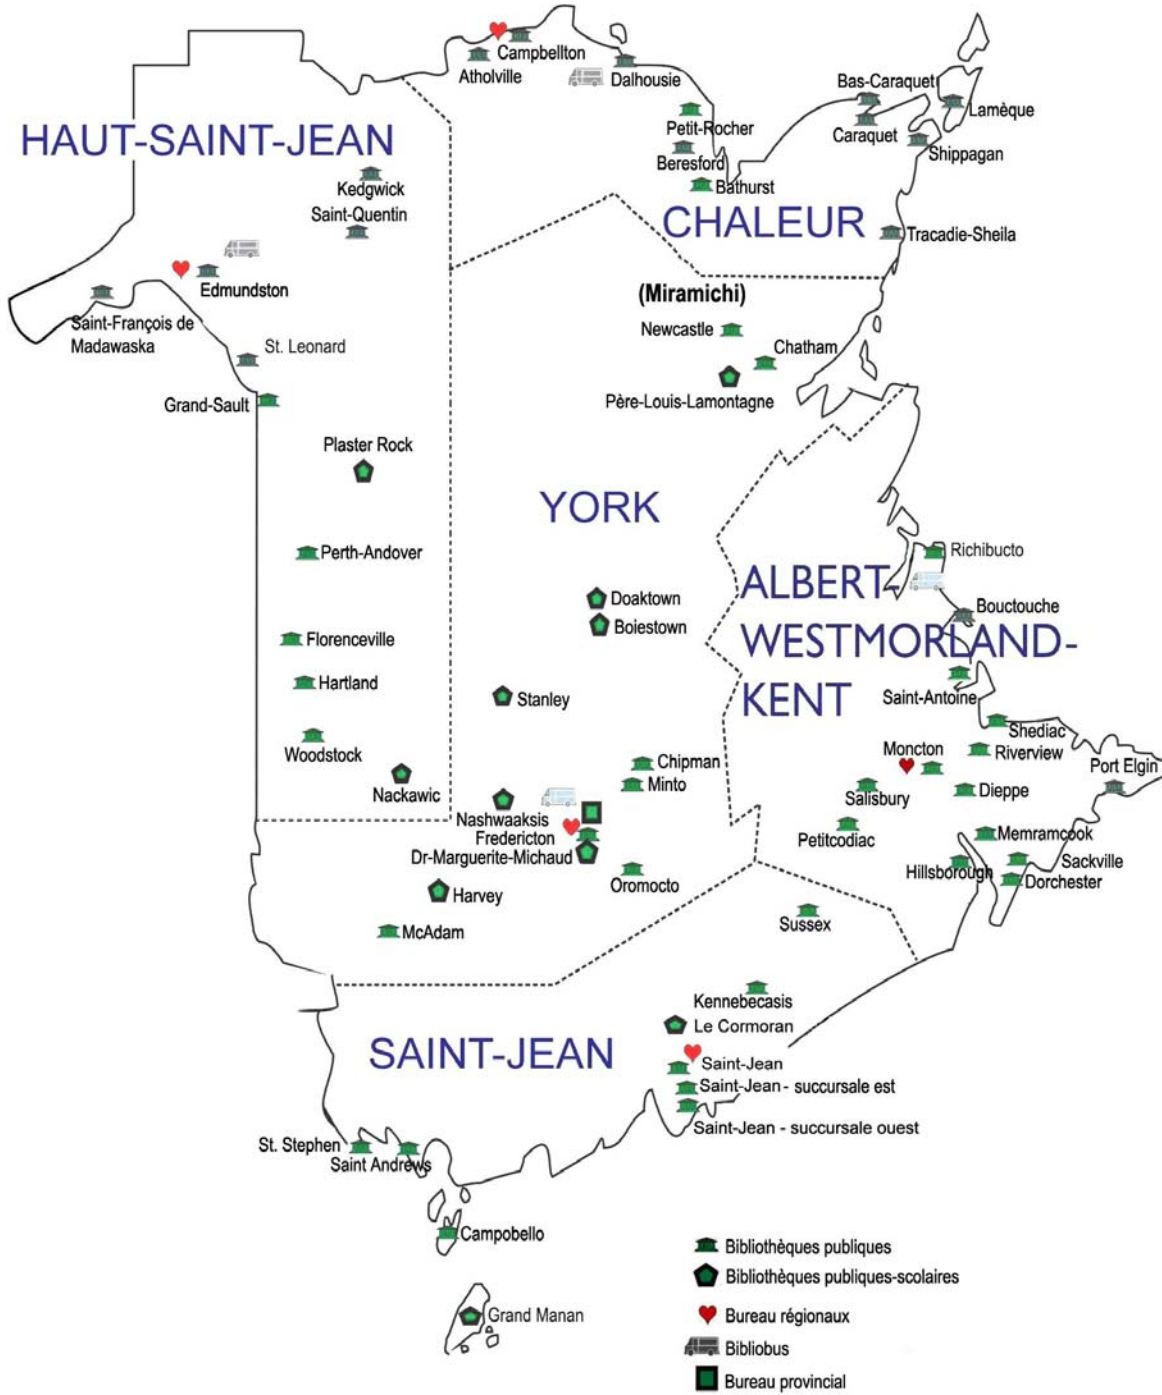 Campbellton
Atholville
Dalhousie
Bas-Caraquet
Lamèque
Petit-Rocher
Caraquet
HAUT-SAINT-JEAN
Shippagan
Beresford
Kedgwick
Bathurst
Saint-Quentin
CHALEUR
Tracadie-Sheila
Edmundston
(Miramichi)
Saint-François de
Madawaska
Newcastle
St. Leonard
Chatham
Grand-Sault
Père-Louis-Lamontagne
Plaster Rock
YORK
Perth-Andover
Richibucto
ALBERT-
WESTMORLAND-
KENT
Doaktown
Bouctouche
Boiestown
Florenceville
Hartland
Stanley
Saint-Antoine
Shediac
Woodstock
Moncton
Riverview
Chipman
Port Elgin
Nackawic
Minto
Salisbury
Dieppe
Nashwaaksis
Fredericton
Petitcodiac
Memramcook
Dr-Marguerite-Michaud
Sackville
Hillsborough
Oromocto
Dorchester
Harvey
Sussex
McAdam
Kennebecasis
Le Cormoran
SAINT-JEAN
Saint-Jean
Saint-Jean - succursale est
Saint-Jean - succursale ouest
St. Stephen
Saint Andrews
Campobello
Grand Manan
Bibliothèques publiques
Bibliothèques publiques-scolaires
Bureau régionaux
Bibliobus
Bureau provincial